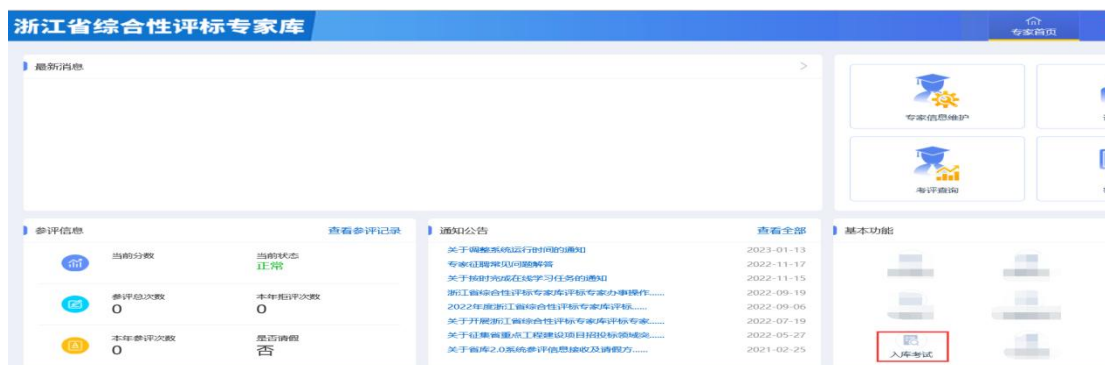 浙江省综合性评标专家库
专家首页
最新消息
>
专家信息维护
考评查询
参评信息
查看参评记录
当前分数
当前状态
正常
参评总次数
0
本年拒评次数
0
本年参评次数
0
是否请假
否
通知公告
查看全部
关于调整系统运行时间的通知
2023-01-13
专家征聘常见问题解答
2022-11-17
关于按时完成在线学习任务的通知
2022-11-15
浙江省综合性评标专家库评标专家办事操作......
2022-09-19
2022年度浙江省综合性评标专家库评标......
2022-09-06
关于开展浙江省综合性评标专家库评标专家......
2022-07-19
关于征集省重点工程建设项目招投标领域突......
2022-05-27
关于省库2.0系统参评信息接收及请假方......
2021-02-25
基本功能
入库考试